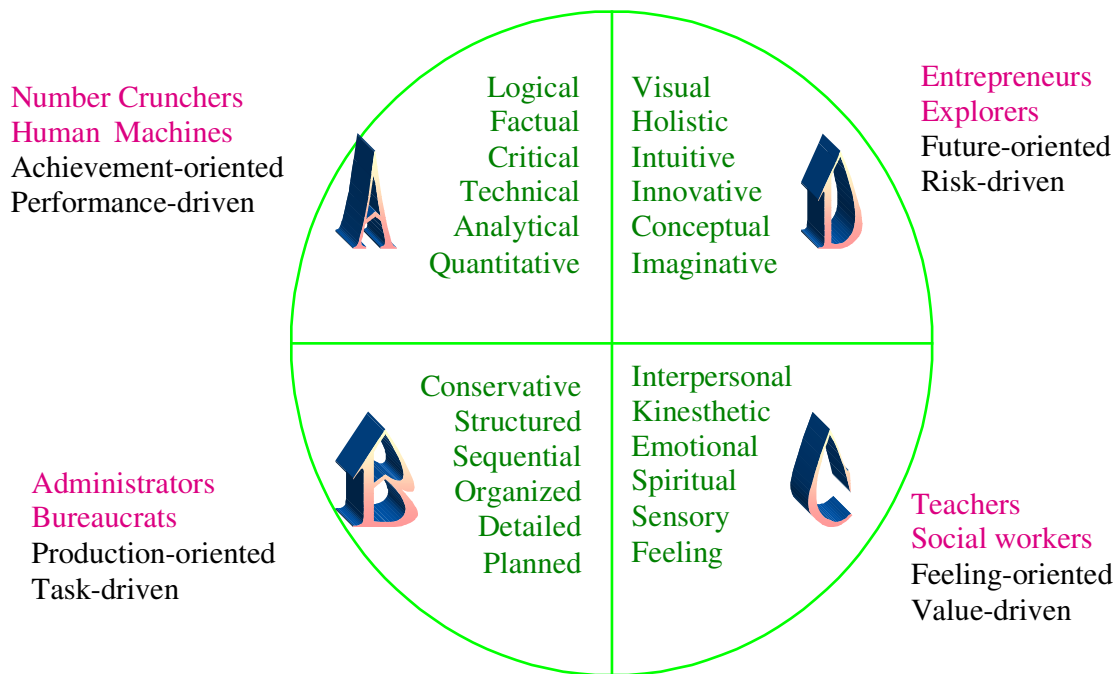 Number Crunchers
Human Machines
Achievement-oriented
Performance-driven
A
Logical
Factual
Critical
Technical
Analytical
Quantitative
Visual
Holistic
Intuitive
Innovative
Conceptual
Imaginative
D
Entrepreneurs
Explorers
Future-oriented
Risk-driven
Administrators
Bureaucrats
Production-oriented
Task-driven
B
Conservative
Structured
Sequential
Organized
Detailed
Planned
Interpersonal
Kinesthetic
Emotional
Spiritual
Sensory
Feeling
C
Teachers
Social workers
Feeling-oriented
Value-driven